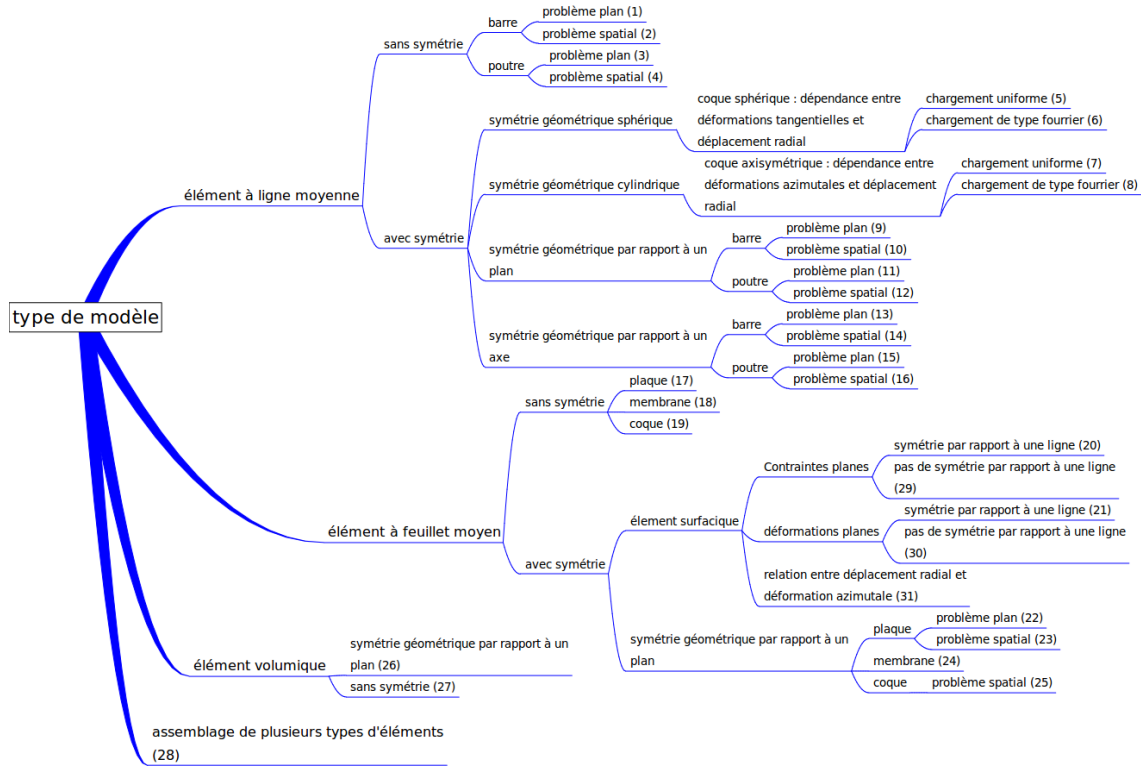 type de modèle
élément à ligne moyenne
sans symétrie
barre
problème plan (1)
problème spatial (2)
poutre
problème plan (3)
problème spatial (4)
avec symétrie
symétrie géométrique sphérique
coque sphérique : dépendance entre
déformations tangentielles et
déplacement radial
chargement uniforme (5)
chargement de type fourrier (6)
symétrie géométrique cylindrique
coque axisymétrique : dépendance entre
déformations azimutales et déplacement
radial
chargement uniforme (7)
chargement de type fourrier (8)
symétrie géométrique par rapport à un
plan
barre
problème plan (9)
problème spatial (10)
poutre
problème plan (11)
problème spatial (12)
symétrie géométrique par rapport à un
axe
barre
problème plan (13)
problème spatial (14)
poutre
problème plan (15)
problème spatial (16)
élément à feuillet moyen
sans symétrie
plaque (17)
membrane (18)
coque (19)
avec symétrie
élement surfacique
Contraintes planes
symétrie par rapport à une ligne (20)
pas de symétrie par rapport à une ligne
(29)
déformations planes
symétrie par rapport à une ligne (21)
pas de symétrie par rapport à une ligne
(30)
relation entre déplacement radial et
déformation azimutale (31)
symétrie géométrique par rapport à un
plan
plaque
problème plan (22)
problème spatial (23)
membrane (24)
coque
problème spatial (25)
élément volumique
symétrie géométrique par rapport à un
plan (26)
sans symétrie (27)
assemblage de plusieurs types d'éléments
(28)